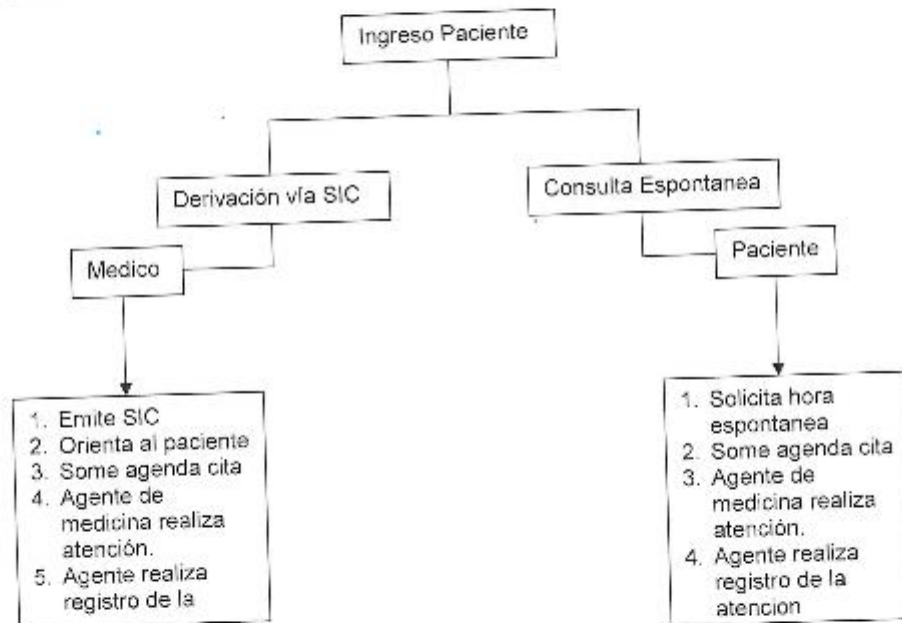 Ingreso Paciente
Derivación vía SIC
Consulta Espontanea
Medico
Paciente
1. Emite SIC
2. Orienta al paciente
3. Some agenda cita
4. Agente de
medicina realiza
atención.
5. Agente realiza
registro de la
1. Solicita hora
espontanea
2. Some agenda cita
3. Agente de
medicina realiza
atención.
4. Agente realiza
registro de la
atencion